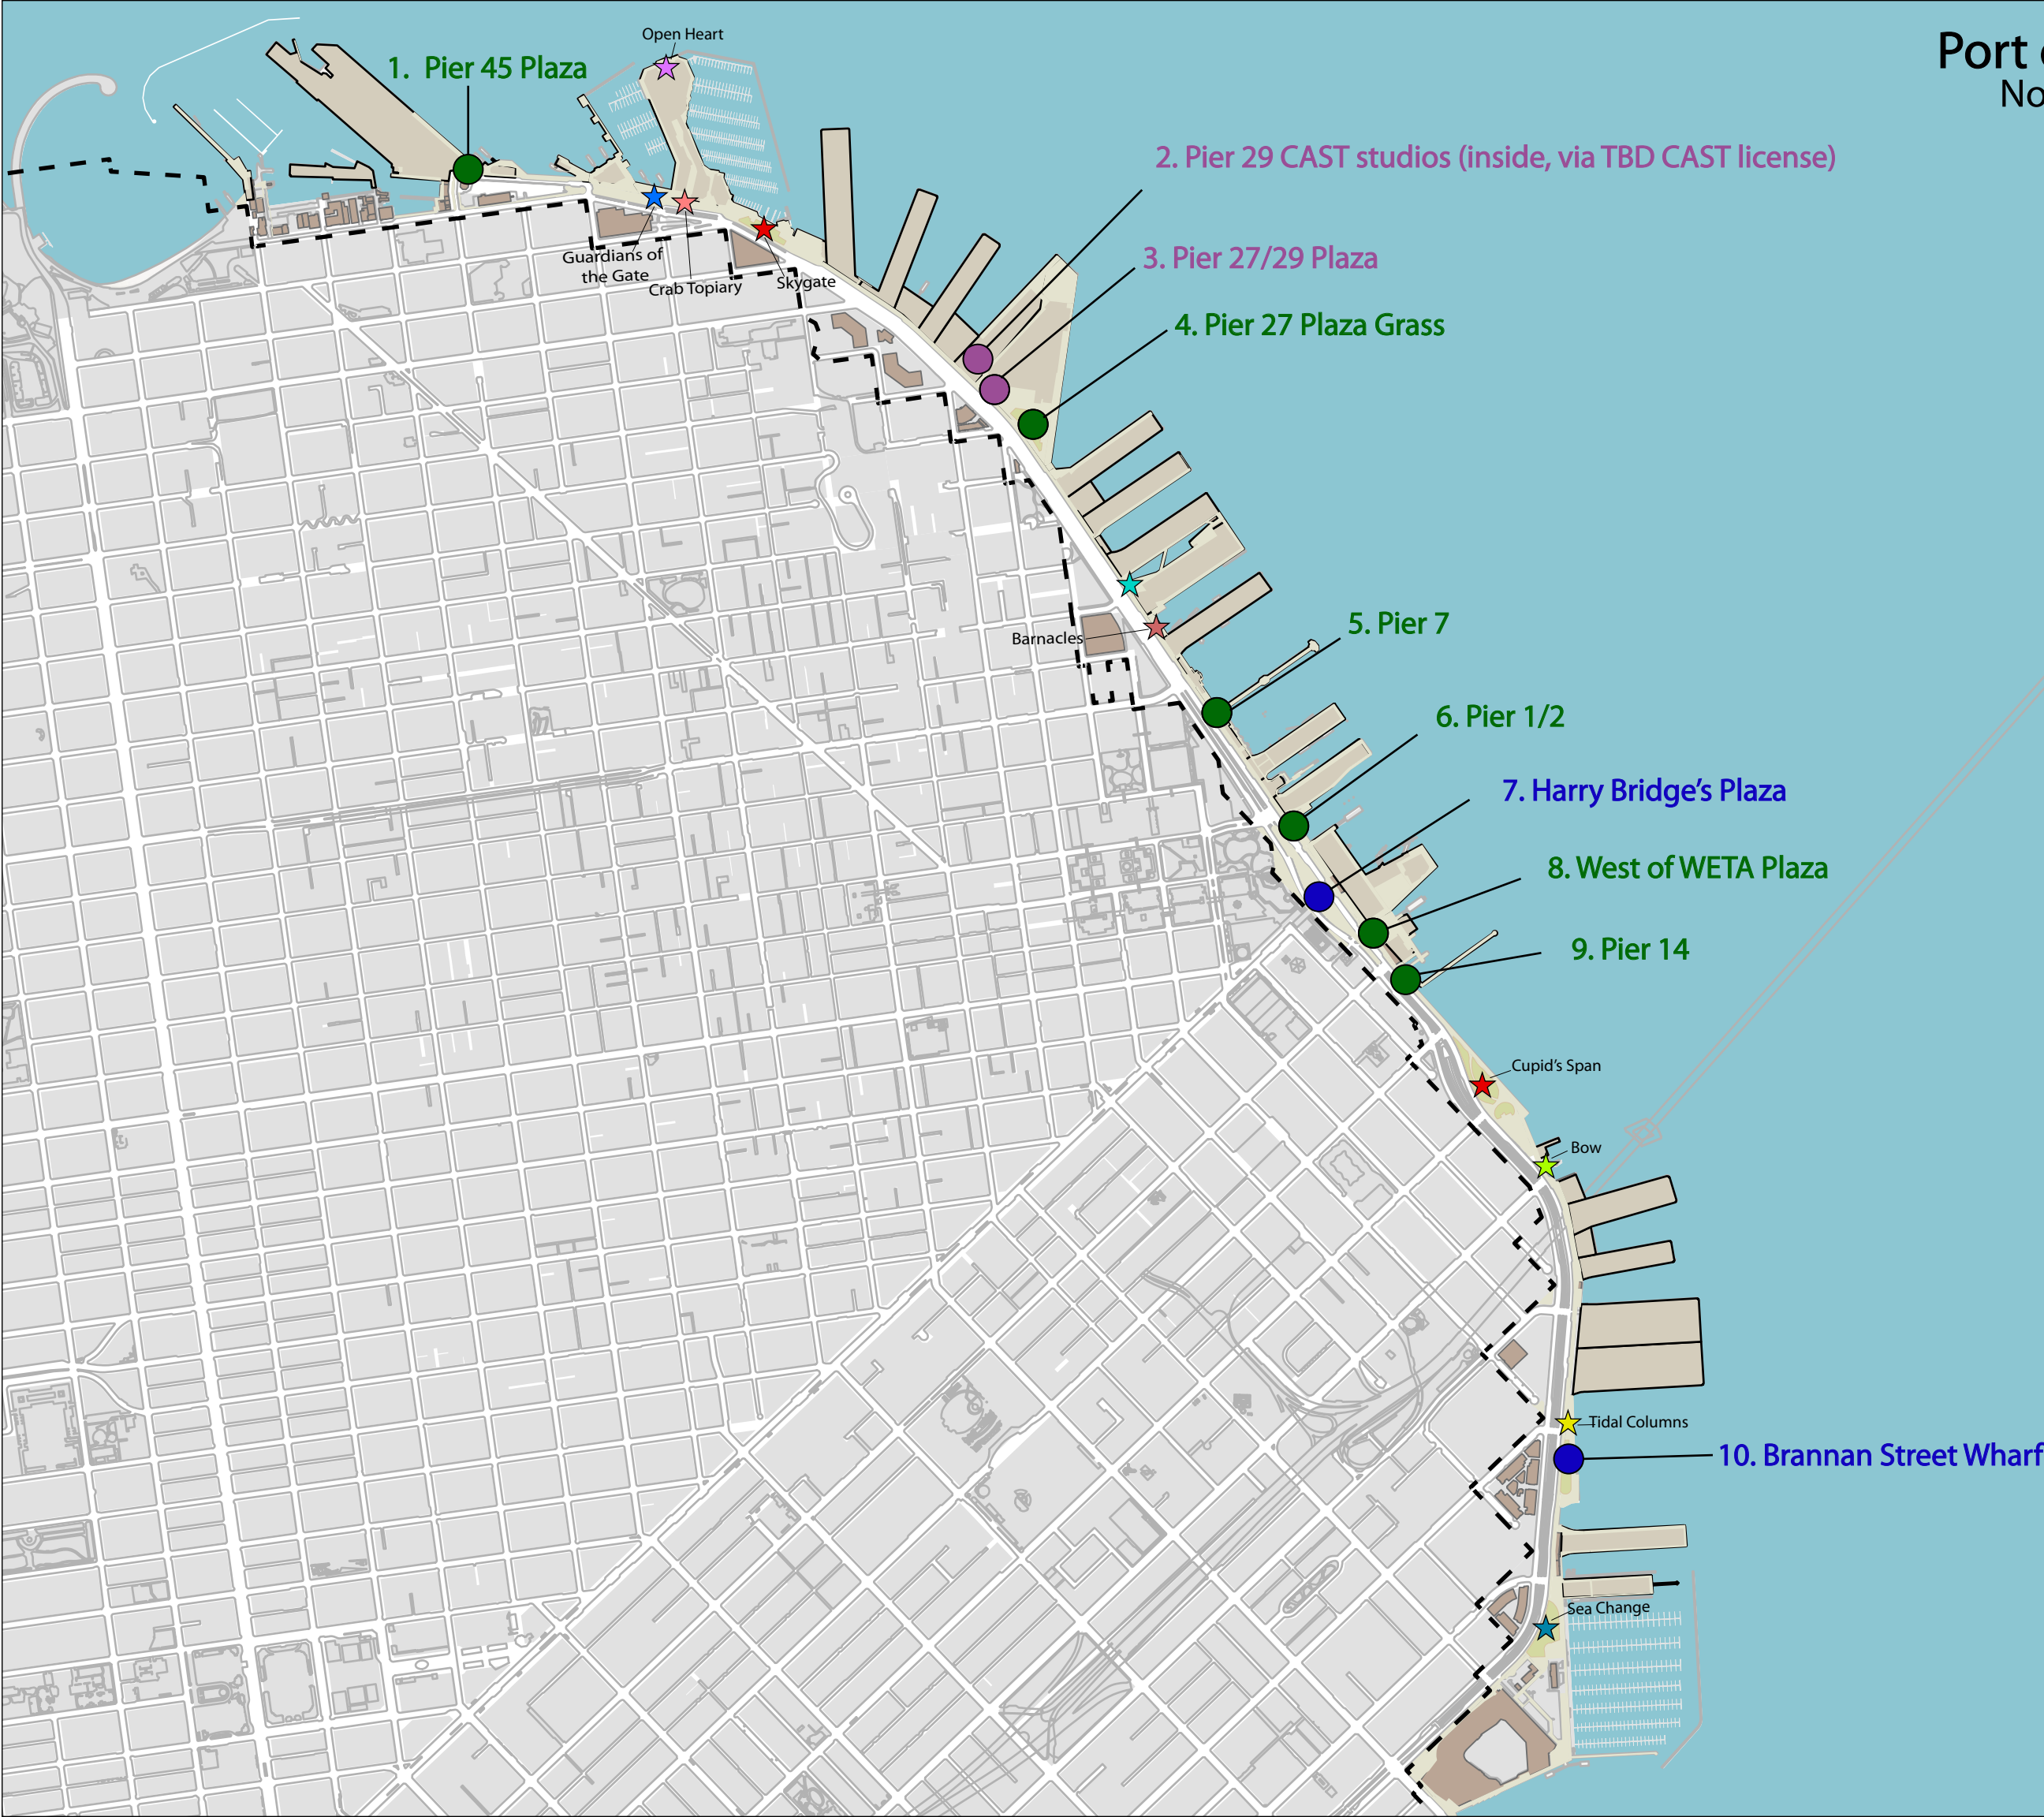 Open Heart
Port
No
1. Pier 45 Plaza
2. Pier 29 CAST studios (inside, via TBD CAST license)
3. Pier 27/29 Plaza
Guardians of
the Gate
Crab Topiary
Skygate
4. Pier 27 Plaza Grass
5. Pier 7
Barnacles
6. Pier 1/2
7. Harry Bridge’s Plaza
8. West of WETA Plaza
9. Pier 14
Cupid’s Span
Bow
Tidal Columns
10. Brannan Street Wharf
Sea Change